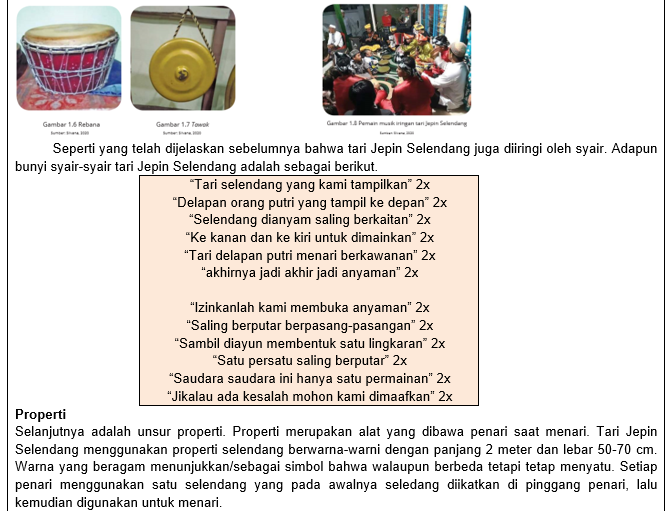 Gambar 1.6 Rebana
Sumber: Silvana, 2020
Gambar 1.7 Tawak
Sumber: Silvana, 2020
Gambar 1.8 Pemain musik iringan tari Jepin Selendang
Sumber: Silvana, 2020
Seperti yang telah dijelaskan sebelumnya bahwa tari Jepin Selendang juga diiringi oleh syair. Adapun
bunyi syair-syair tari Jepin Selendang adalah sebagai berikut.
“Tari selendang yang kami tampilkan” 2x
“Delapan orang putri yang tampil ke depan” 2x
“Selendang dianyam saling berkaitan” 2x
“Ke kanan dan ke kiri untuk dimainkan” 2x
“Tari delapan putri menari berkawanan” 2x
“akhirnya jadi akhir jadi anyaman” 2x
“Izinkanlah kami membuka anyaman” 2x
“Saling berputar berpasang-pasangan” 2x
“Sambil diayun membentuk satu lingkaran” 2x
“Satu persatu saling berputar” 2x
“Saudara saudara ini hanya satu permainan” 2x
“Jikalau ada kesalah mohon kami dimaafkan” 2x
Properti
Selanjutnya adalah unsur properti. Properti merupakan alat yang dibawa penari saat menari. Tari Jepin
Selendang menggunakan properti selendang berwarna-warni dengan panjang 2 meter dan lebar 50-70 cm.
Warna yang beragam menunjukkan/sebagai simbol bahwa walaupun berbeda tetapi tetap menyatu. Setiap
penari menggunakan satu selendang yang pada awalnya seledang diikatkan di pinggang penari, lalu
kemudian digunakan untuk menari.